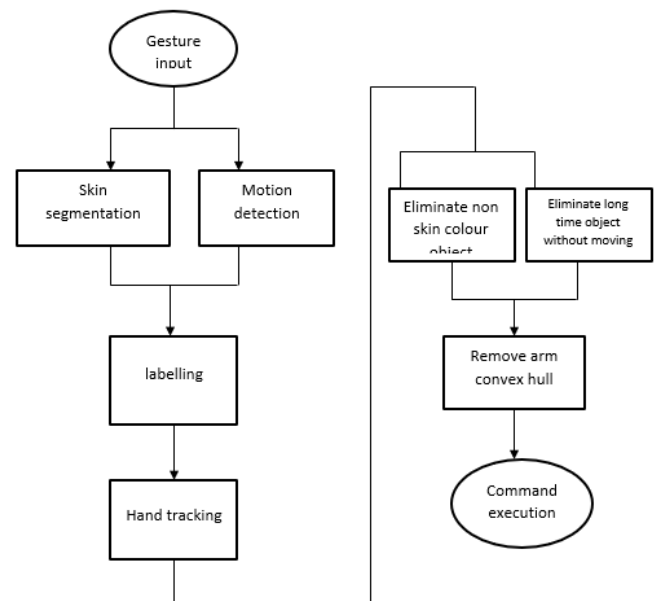 Gesture
input
Skin
segmentation
Motion
detection
labelling
Hand tracking
Eliminate non
skin colour
object
Eliminate long
time object
without moving
Remove arm
convex hull
Command
execution